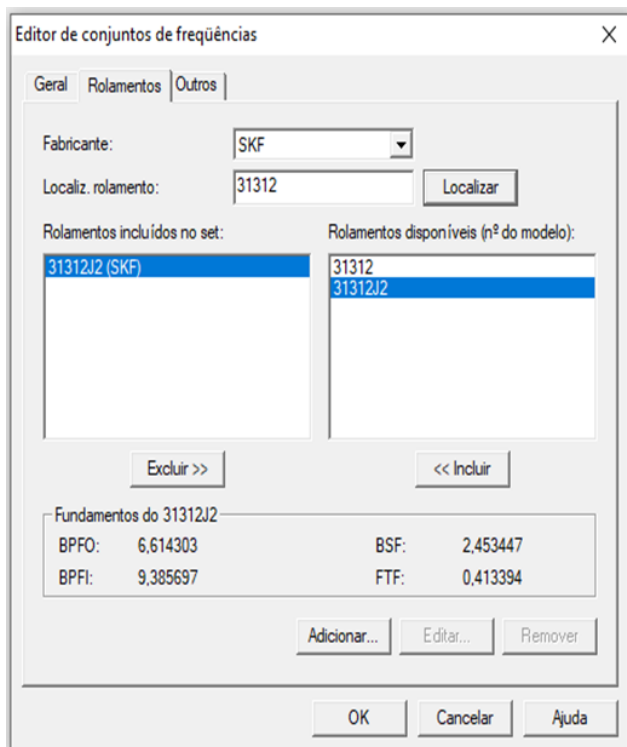 Editor de conjuntos de freqüências
Geral Rolamentos Outros
Fabricante: SKF
Localiz. rolamento: 31312 Localizar
Rolamentos incluídos no set: Rolamentos disponíveis (nº do modelo):
31312J2 (SKF) 31312
31312J2
Excluir >> << Incluir
Fundamentos do 31312J2
BPFO: 6,614303 BSF: 2,453447
BPFI: 9,385697 FTF: 0,413394
Adicionar... Editar... Remover
OK Cancelar Ajuda